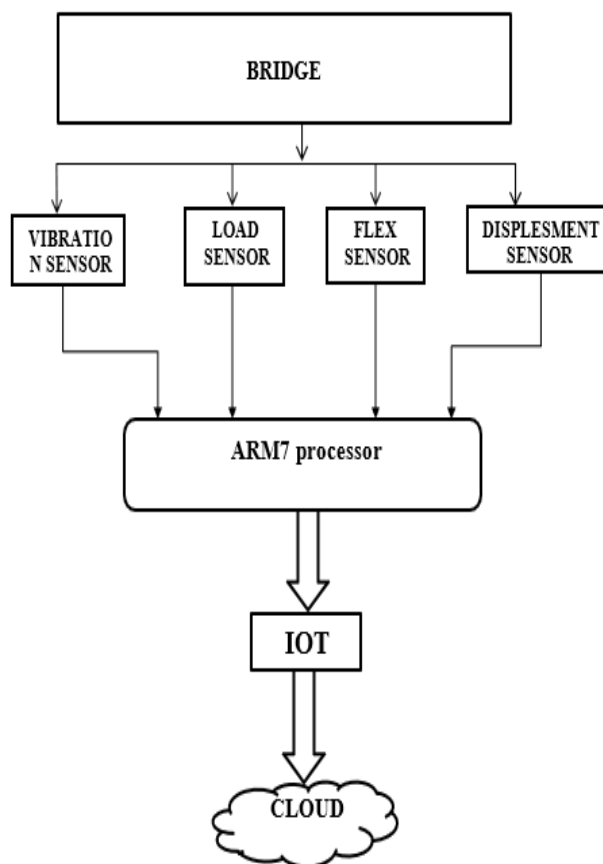 BRIDGE
VIBRATIO
N SENSOR
LOAD
SENSOR
FLEX
SENSOR
DISPLESMENT
SENSOR
ARM7 processor
IOT
CLOUD